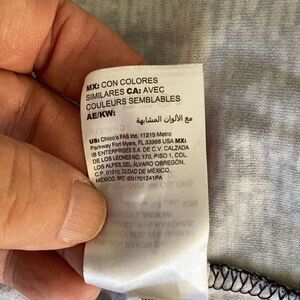 MX: CON COLORES
SIMILARES CA: AVEC
COULEURS SEMBLABLES
AE/KW:
مع الألوان المشابهة
US: Chico's FAS Inc. 11215 Metro
Parkway Fort Myers, FL 33966 USA MX:
IB ENTERPRISES S.A. DE C.V. CALZADA
DE LOS LEONES NO. 170, PISO 1, COL.
LOS ALPES, DEL. ÁLVARO OBREGÓN,
C.P. 01010, CIUDAD DE MÉXICO,
MÉXICO. RFC: